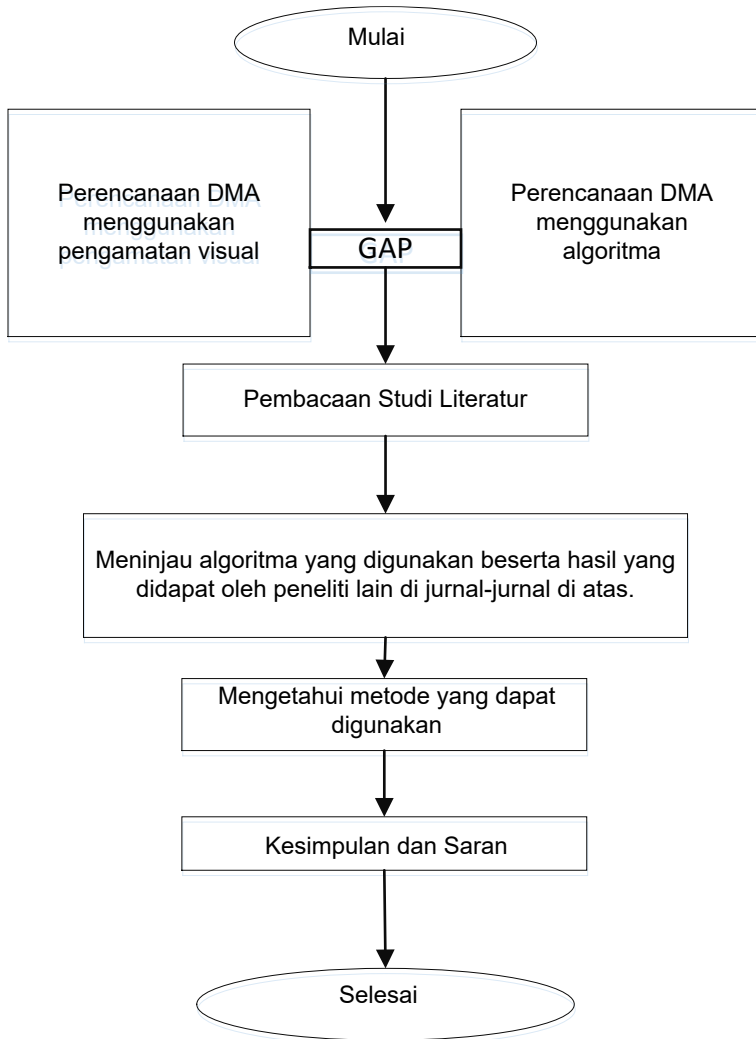 Mulai
Perencanaan DMA
menggunakan
pengamatan visual
GAP
Perencanaan DMA
menggunakan
algoritma
Pembacaan Studi Literatur
Meninjau algoritma yang digunakan beserta hasil yang
didapat oleh peneliti lain di jurnal-jurnal di atas.
Mengetahui metode yang dapat
digunakan
Kesimpulan dan Saran
Selesai